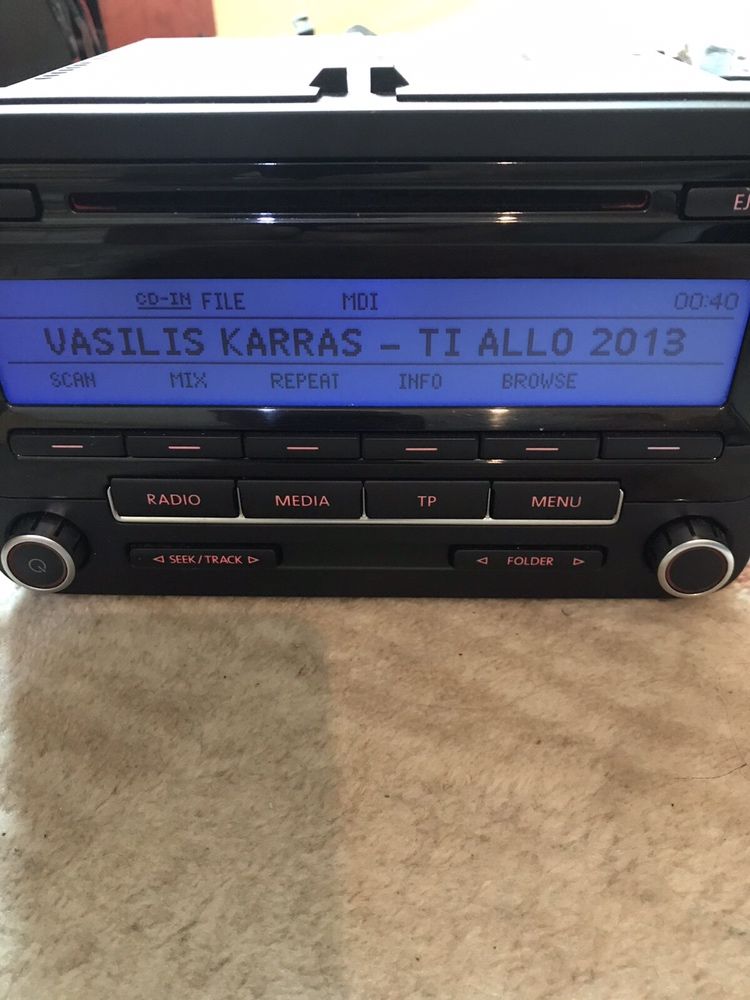 EJ
CD-IN FILE MDI 00:40
VASILIS KARRAS - TI ALLO 2013
SCAN MIX REPEAT INFO BROWSE
RADIO MEDIA TP MENU
SEEK / TRACK FOLDER